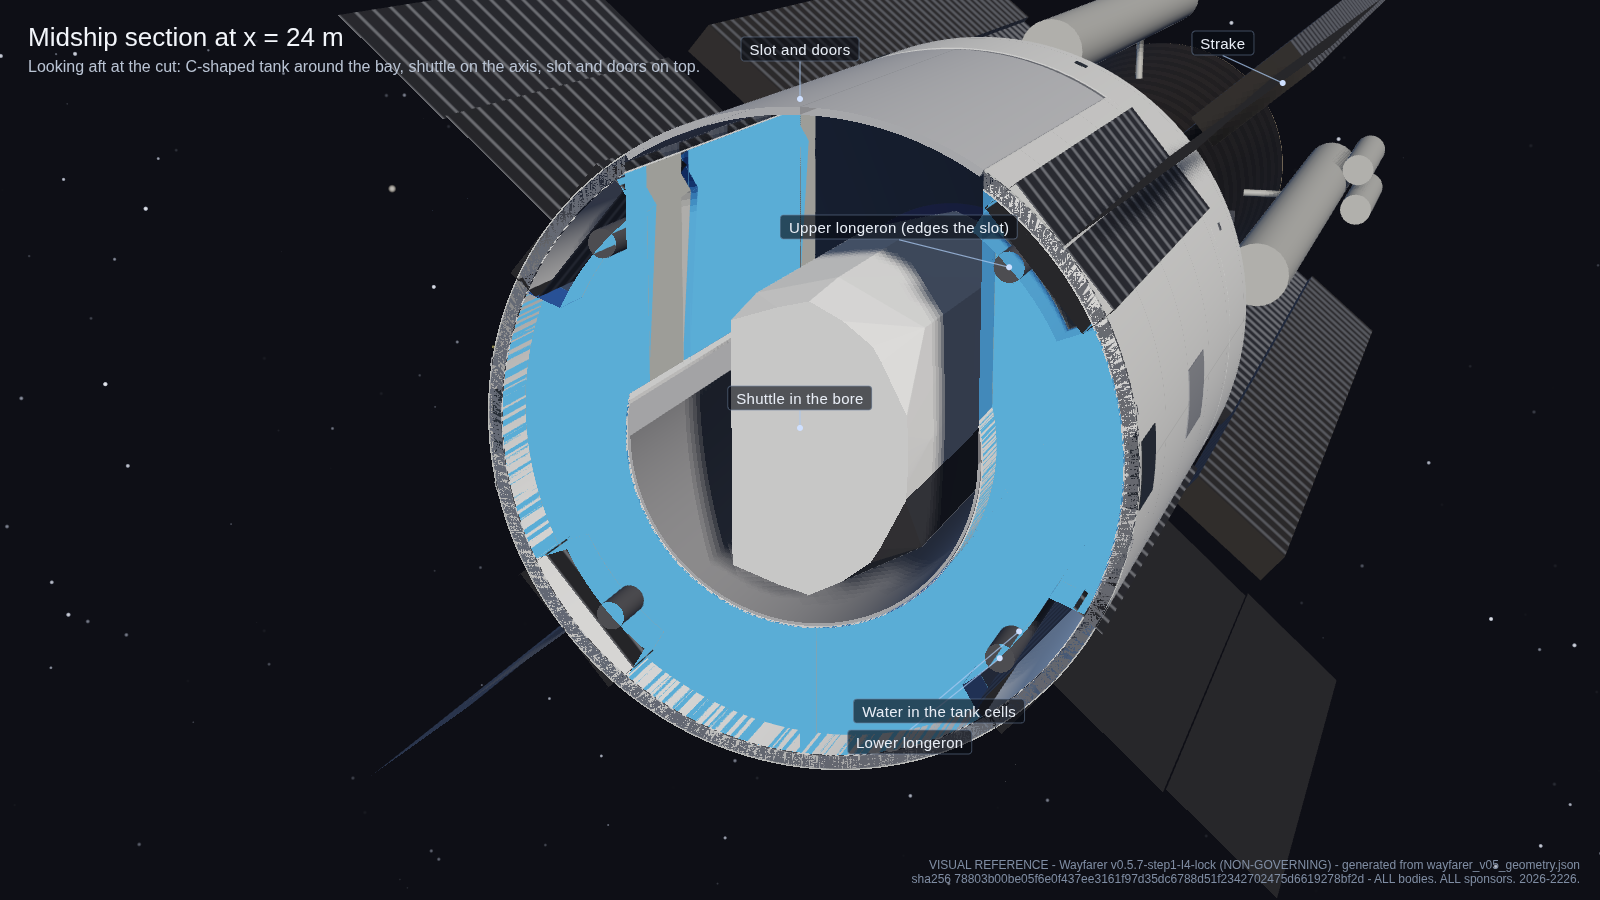 Midship section at x = 24 m
Looking aft at the cut: C-shaped tank around the bay, shuttle on the axis, slot and doors on top.
Slot and doors
Strake
Upper longeron (edges the slot)
Shuttle in the bore
Water in the tank cells
Lower longeron
VISUAL REFERENCE - Wayfarer v0.5.7-step1-I4-lock (NON-GOVERNING) - generated from wayfarer_v05_geometry.json
sha256 78803b00be05f6e0f437ee3161f97d35dc6788d51f2342702475d6619278bf2d - ALL bodies. ALL sponsors. 2026-2226.